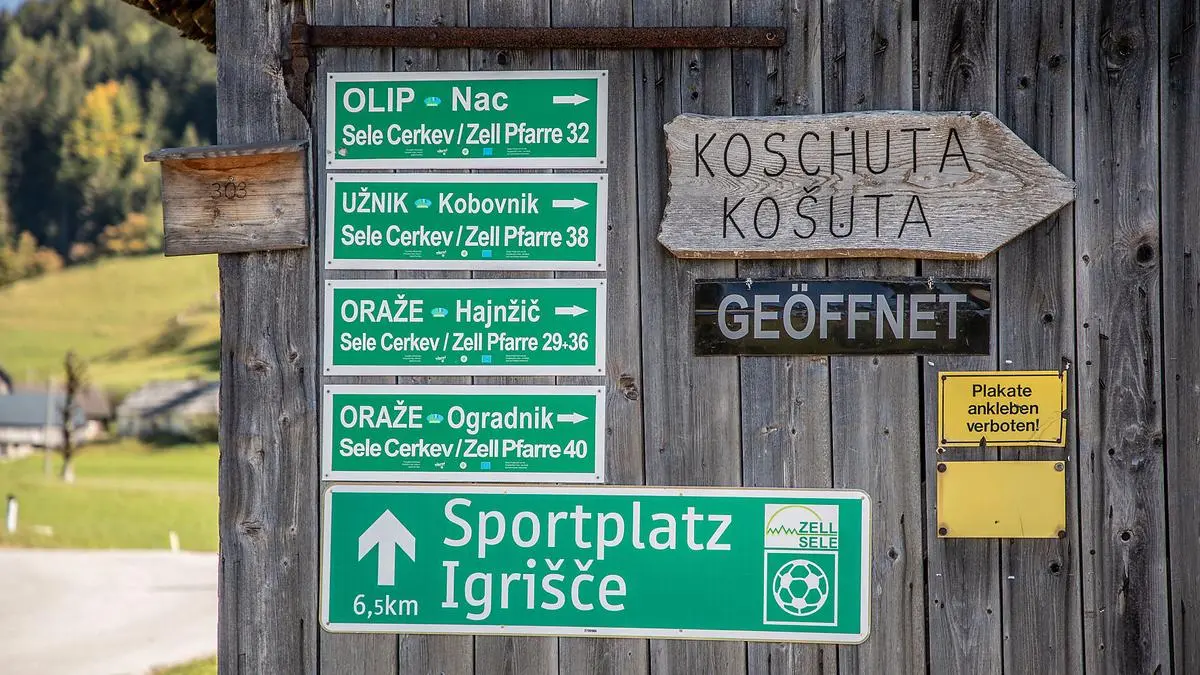 303
OLIP Nac →
Sele Cerkev / Zell Pfarre 32
UŽNIK Kobovnik →
Sele Cerkev / Zell Pfarre 38
ORAŽE Hajnžič →
Sele Cerkev / Zell Pfarre 29+36
ORAŽE Ogradnik →
Sele Cerkev / Zell Pfarre 40
Sportplatz
Igrišče
6,5km
ZELL
SELE
KOSCHUTA
KOŠUTA
GEÖFFNET
Plakate
ankleben
verboten!